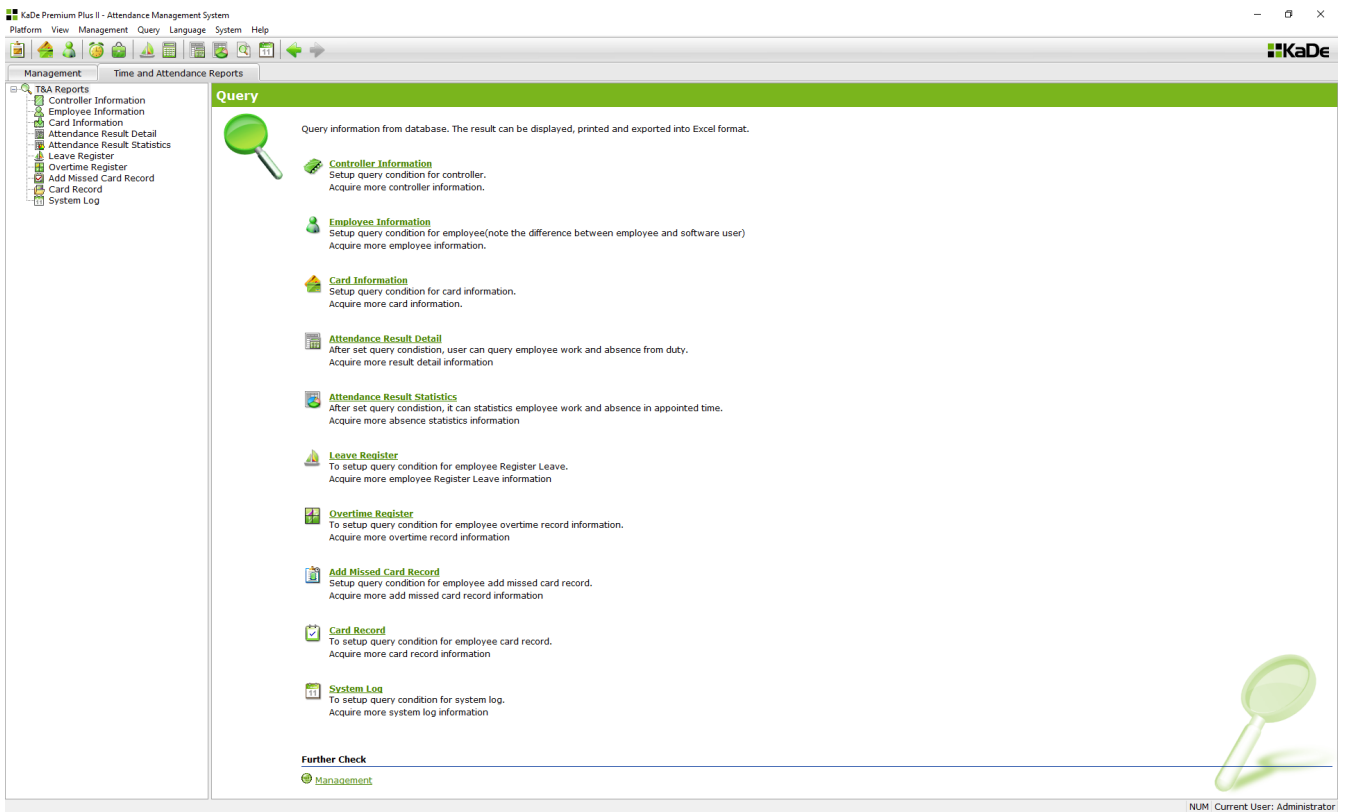 KaDe Premium Plus II - Attendance Management System
Platform View Management Query Language System Help
KaDe
Management Time and Attendance Reports
T&A Reports
Controller Information
Employee Information
Card Information
Attendance Result Detail
Attendance Result Statistics
Leave Register
Overtime Register
Add Missed Card Record
Card Record
System Log
Query
Query information from database. The result can be displayed, printed and exported into Excel format.
Controller Information
Setup query condition for controller.
Acquire more controller information.
Employee Information
Setup query condition for employee(note the difference between employee and software user)
Acquire more employee information.
Card Information
Setup query condition for card information.
Acquire more card information.
Attendance Result Detail
After set query condistion, user can query employee work and absence from duty.
Acquire more result detail information
Attendance Result Statistics
After set query condistion, it can statistics employee work and absence in appointed time.
Acquire more absence statistics information
Leave Register
To setup query condition for employee Register Leave.
Acquire more employee Register Leave information
Overtime Register
To setup query condition for employee overtime record information.
Acquire more overtime record information
Add Missed Card Record
Setup query condition for employee add missed card record.
Acquire more add missed card record information
Card Record
To setup query condition for employee card record.
Acquire more card record information
11
System Log
To setup query condition for system log.
Acquire more system log information
Further Check
Management
NUM Current User: Administrator